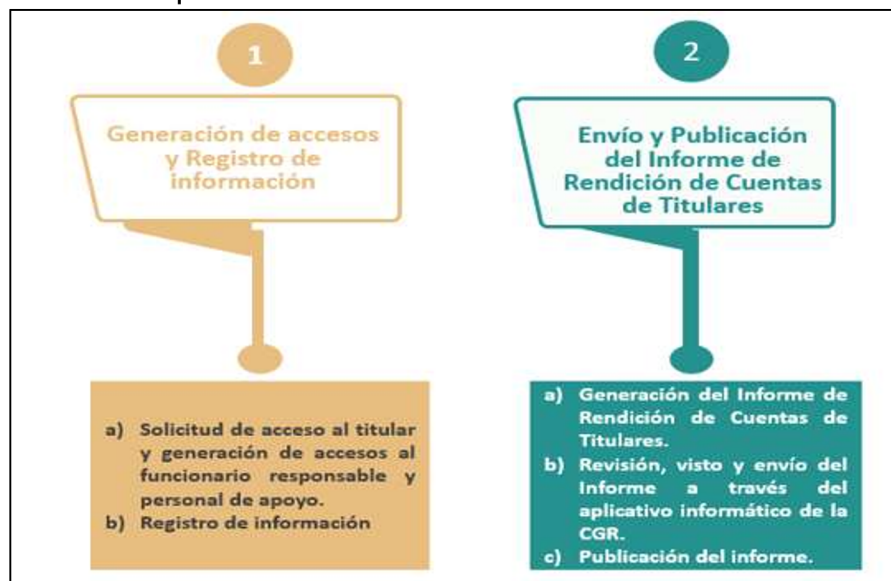 1
Generación de accesos
y Registro de
información
a) Solicitud de acceso al titular
y generación de accesos al
funcionario responsable y
personal de apoyo.
b) Registro de información
2
Envío y Publicación
del Informe de
Rendición de Cuentas
de Titulares
a) Generación del Informe de
Rendición de Cuentas de
Titulares.
b) Revisión, visto y envío del
Informe a través del
aplicativo informático de la
CGR.
c) Publicación del informe.